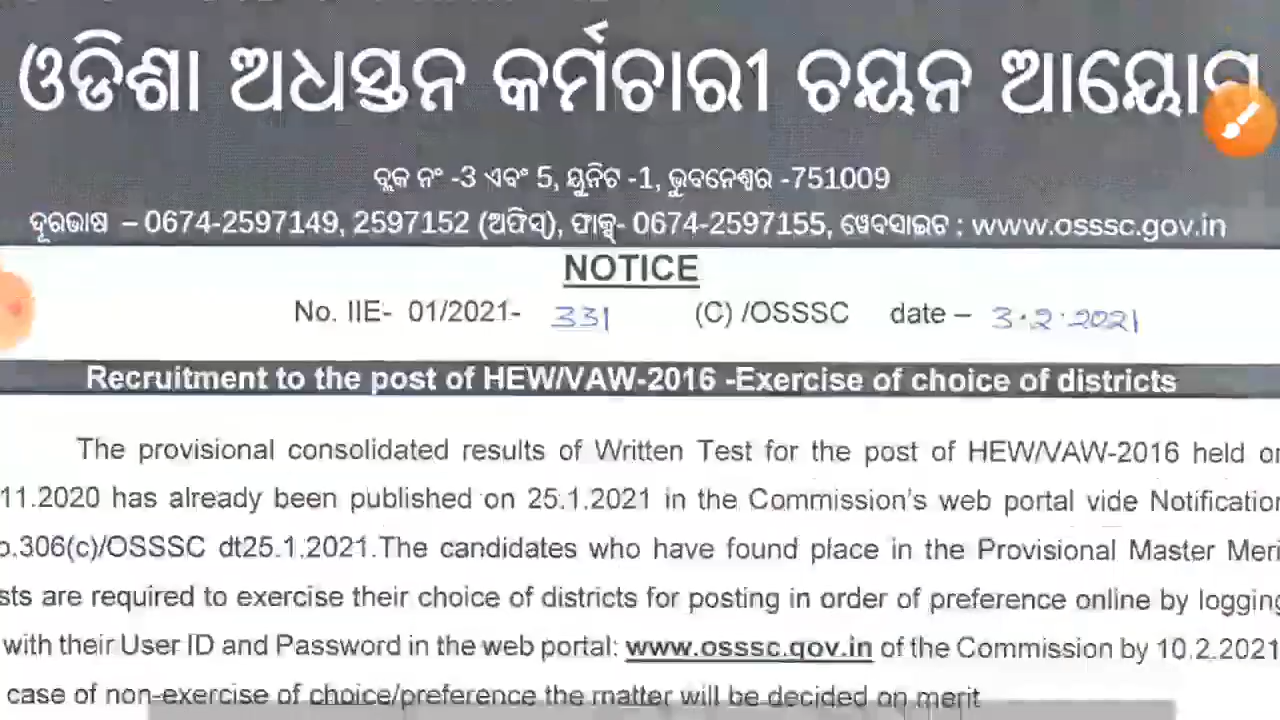 ଓଡିଶା ଅଧସ୍ତନ କର୍ମଚାରୀ ଚୟନ ଆୟୋଗ
ବ୍ଲକ ନଂ -3 ଏବଂ 5, ୟୁନିଟ -1, ଭୁବନେଶ୍ୱର -751009
ଦୂରଭାଷ – 0674-2597149, 2597152 (ଅଫିସ), ଫାକ୍ସ- 0674-2597155, ୱେବସାଇଟ : www.osssc.gov.in
NOTICE
No. IIE- 01/2021- 331 (C) /OSSSC date – 3.2.2021
Recruitment to the post of HEW/VAW-2016 -Exercise of choice of districts
The provisional consolidated results of Written Test for the post of HEW/VAW-2016 held
11.2020 has already been published on 25.1.2021 in the Commission's web portal vide Notification
.306(c)/OSSSC dt25.1.2021.The candidates who have found place in the Provisional Master
are required to exercise their choice of districts for posting in order of preference online by logging
with their User ID and Password in the web portal: www.osssc.gov.in of the Commission by 10.2.2021
case of non-exercise of choice/preference the matter will be decided on merit